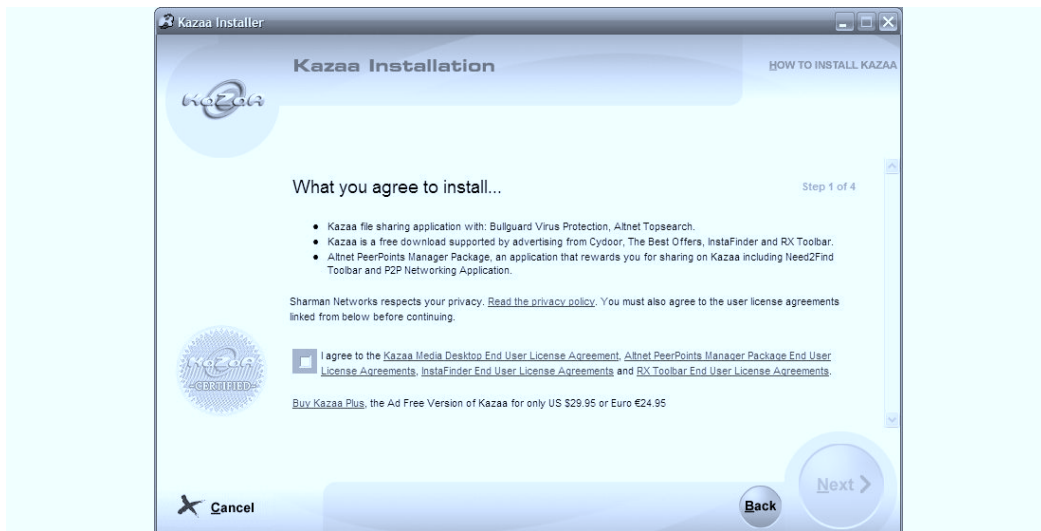 Kazaa Installer
Kazaa Installation
HOW TO INSTALL KAZAA
KaZaA
What you agree to install...
Step 1 of 4
Kazaa file sharing application with: Bullguard Virus Protection, Altnet Topsearch.
Kazaa is a free download supported by advertising from Cydoor, The Best Offers, InstaFinder and RX Toolbar.
Altnet PeerPoints Manager Package, an application that rewards you for sharing on Kazaa including Need2Find
Toolbar and P2P Networking Application.
Sharman Networks respects your privacy. Read the privacy policy. You must also agree to the user license agreements
linked from below before continuing.
KaZaA
CERTIFIED
I agree to the Kazaa Media Desktop End User License Agreement, Altnet PeerPoints Manager Package End User
License Agreements, InstaFinder End User License Agreements and RX Toolbar End User License Agreements.
Buy Kazaa Plus, the Ad Free Version of Kazaa for only US $29.95 or Euro €24.95
Cancel
Back
Next